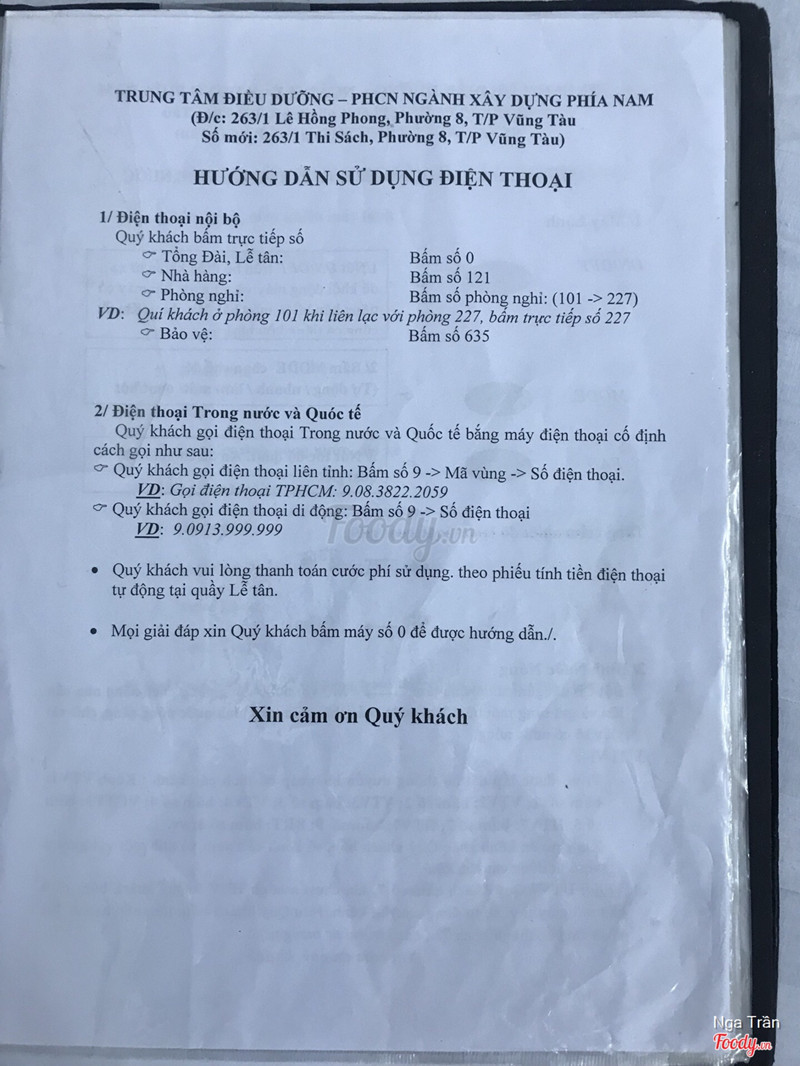 TRUNG TÂM ĐIỀU DƯỠNG – PHCN NGÀNH XÂY DỰNG PHÍA NAM
(Đ/c: 263/1 Lê Hồng Phong, Phường 8, T/P Vũng Tàu
Số mới: 263/1 Thi Sách, Phường 8, T/P Vũng Tàu)
HƯỚNG DẪN SỬ DỤNG ĐIỆN THOẠI
1/ Điện thoại nội bộ
Quý khách bấm trực tiếp số
Tổng Đài, Lễ tân: Bấm số 0
Nhà hàng: Bấm số 121
Phòng nghỉ: Bấm số phòng nghỉ: (101 -> 227)
VD: Quí khách ở phòng 101 khi liên lạc với phòng 227, bấm trực tiếp số 227
Bảo vệ: Bấm số 635
2/ Điện thoại Trong nước và Quóc tế
Quý khách gọi điện thoại Trong nước và Quốc tế bằng máy điện thoại cố định
cách gọi như sau:
Quý khách gọi điện thoại liên tỉnh: Bấm số 9 -> Mã vùng -> Số điện thoại.
VD: Gọi điện thoại TPHCM: 9.08.3822.2059
Quý khách gọi điện thoại di động: Bấm số 9 -> Số điện thoại
VD: 9.0913.999.999
• Quý khách vui lòng thanh toán cước phí sử dụng. theo phiếu tính tiền điện thoại
tự động tại quầy Lễ tân.
• Mọi giải đáp xin Quý khách bấm máy số 0 để được hướng dẫn./.
Xin cảm ơn Quý khách
foody.vn
Nga Trần
Foody.vn